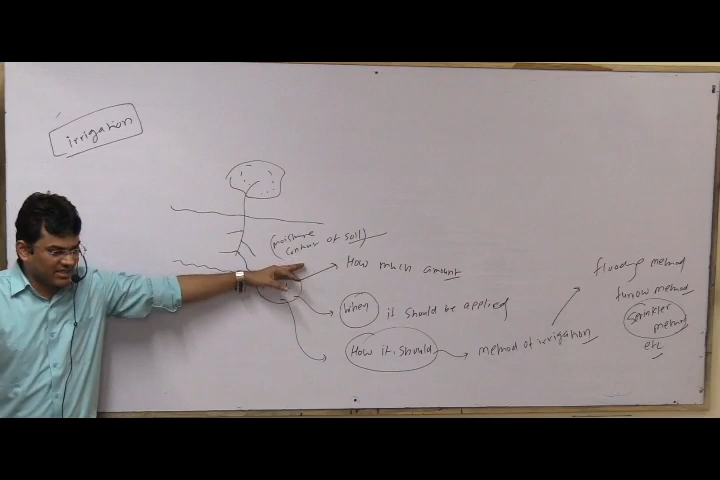 irrigation
(moisture
content of soil)
How much amount
When it should be applied
How it should
method of irrigation
flooding method
furrow method
Sprinkler
method
etc